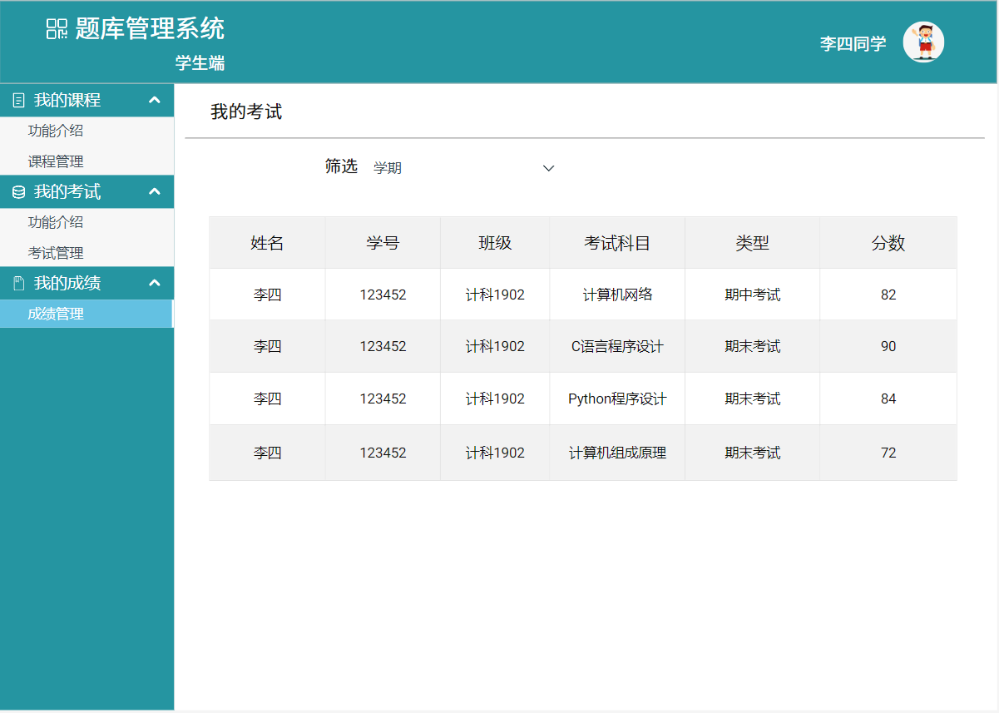 题库管理系统
学生端
李四同学
我的课程
功能介绍
课程管理
我的考试
功能介绍
考试管理
我的成绩
成绩管理
我的考试
筛选 学期
姓名 学号 班级 考试科目 类型 分数
李四 123452 计科1902 计算机网络 期中考试 82
李四 123452 计科1902 C语言程序设计 期末考试 90
李四 123452 计科1902 Python程序设计 期末考试 84
李四 123452 计科1902 计算机组成原理 期末考试 72